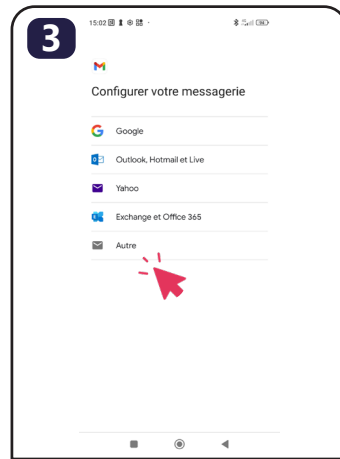 3
15:02
Configurer votre messagerie
Google
Outlook, Hotmail et Live
Yahoo
Exchange et Office 365
Autre